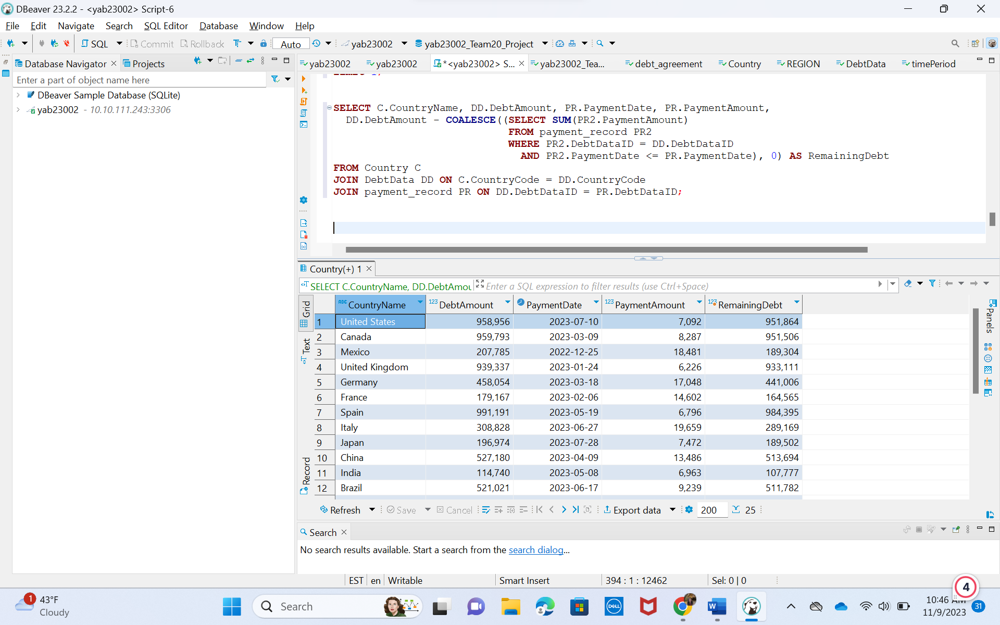 DBeaver 23.2.2 - <yab23002> Script-6
File Edit Navigate Search SQL Editor Database Window Help
SQL Commit Rollback Auto yab23002 yab23002_Team20_Project
Database Navigator Projects
Enter a part of object name here
DBeaver Sample Database (SQLite)
yab23002 - 10.10.111.243:3306
yab23002 yab23002 *<yab23002> S... yab23002_Tea... debt_agreement Country REGION DebtData timePeriod
SELECT C.CountryName, DD.DebtAmount, PR.PaymentDate, PR.PaymentAmount,
DD.DebtAmount - COALESCE((SELECT SUM(PR2.PaymentAmount)
FROM payment_record PR2
WHERE PR2.DebtDataID = DD.DebtDataID
AND PR2.PaymentDate <= PR.PaymentDate), 0) AS RemainingDebt
FROM Country C
JOIN DebtData DD ON C.CountryCode = DD.CountryCode
JOIN payment_record PR ON DD.DebtDataID = PR.DebtDataID;
Country(+) 1
SELECT C.CountryName, DD.DebtAmou Enter a SQL expression to filter results (use Ctrl+Space)
Grid
Text
Record
Panels
ABC CountryName 123 DebtAmount PaymentDate 123 PaymentAmount 123 RemainingDebt
1 United States 958,956 2023-07-10 7,092 951,864
2 Canada 959,793 2023-03-09 8,287 951,506
3 Mexico 207,785 2022-12-25 18,481 189,304
4 United Kingdom 939,337 2023-01-24 6,226 933,111
5 Germany 458,054 2023-03-18 17,048 441,006
6 France 179,167 2023-02-06 14,602 164,565
7 Spain 991,191 2023-05-19 6,796 984,395
8 Italy 308,828 2023-06-27 19,659 289,169
9 Japan 196,974 2023-07-28 7,472 189,502
10 China 527,180 2023-04-09 13,486 513,694
11 India 114,740 2023-05-08 6,963 107,777
12 Brazil 521,021 2023-06-17 9,239 511,782
Refresh Save Cancel Export data 200 25
Search
No search results available. Start a search from the search dialog...
EST en Writable Smart Insert 394 : 1 : 12462 Sel: 0 | 0
1 43°F
Cloudy
Search
DELL
W
4
10:46 AM
11/9/2023
31